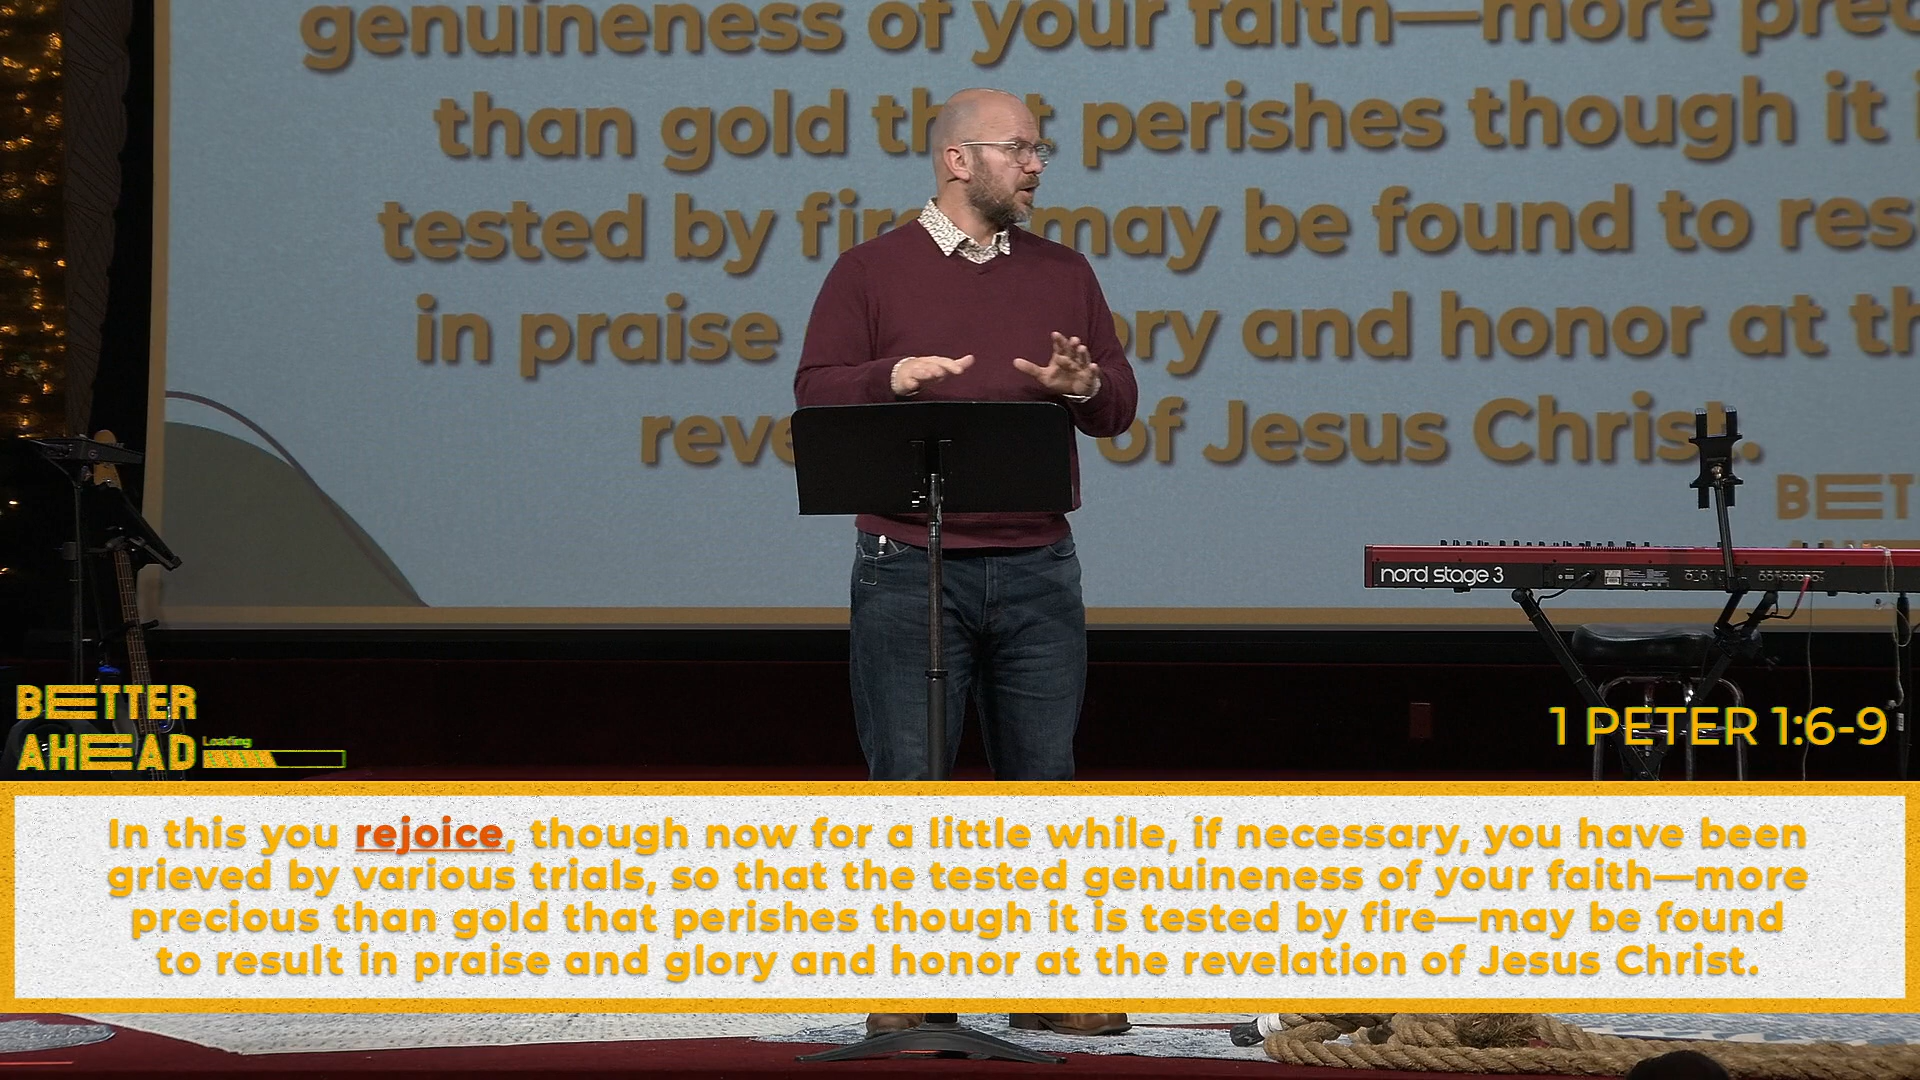 genuineness of your faith—more prec
than gold th t perishes though it i
tested by fire may be found to res
in praise ory and honor at th
reve of Jesus Christ.
BET
nord stage 3
BETTER
AHEAD Loading
1 PETER 1:6-9
In this you rejoice, though now for a little while, if necessary, you have been
grieved by various trials, so that the tested genuineness of your faith—more
precious than gold that perishes though it is tested by fire—may be found
to result in praise and glory and honor at the revelation of Jesus Christ.